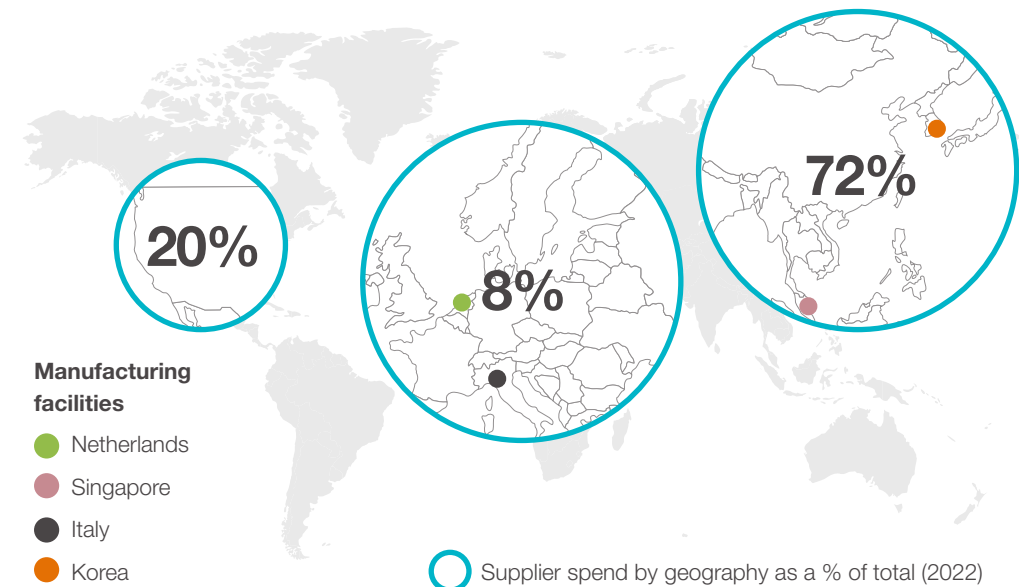 20%
8%
72%
Manufacturing
facilities
Netherlands
Singapore
Italy
Korea
Supplier spend by geography as a % of total (2022)